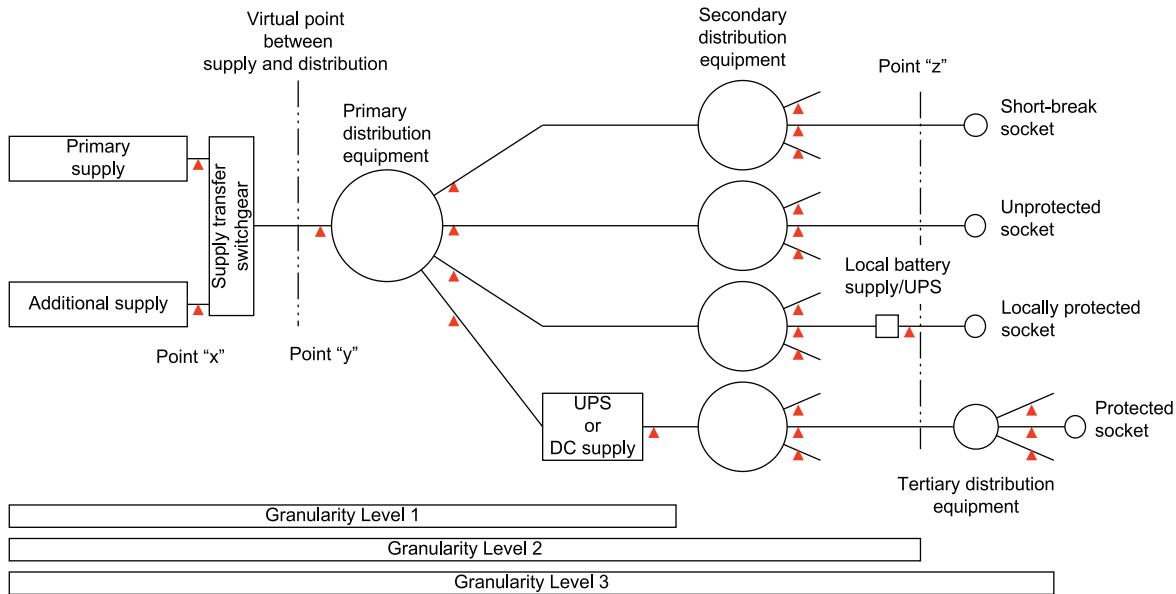 Virtual point
between
supply and distribution
Secondary
distribution
equipment
Point “z”
Primary
distribution
equipment
Short-break
socket
Primary
supply
Supply transfer
switchgear
Unprotected
socket
Local battery
supply/UPS
Additional supply
Locally protected
socket
Point “x”
Point “y”
UPS
or
DC supply
Protected
socket
Tertiary distribution
equipment
Granularity Level 1
Granularity Level 2
Granularity Level 3